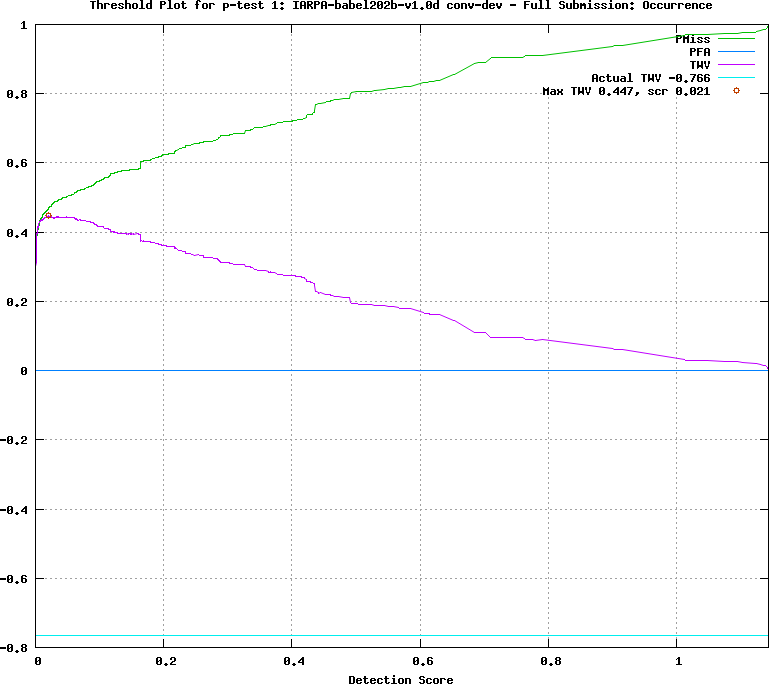 Threshold Plot for p-test 1: IARPA-babel202b-v1.0d conv-dev - Full Submission: Occurrence
1
PMiss
PFA
TWV
Actual TWV -0.766
Max TWV 0.447, scr 0.021
0.8
0.6
0.4
0.2
0
-0.2
-0.4
-0.6
-0.8
0 0.2 0.4 0.6 0.8 1
Detection Score